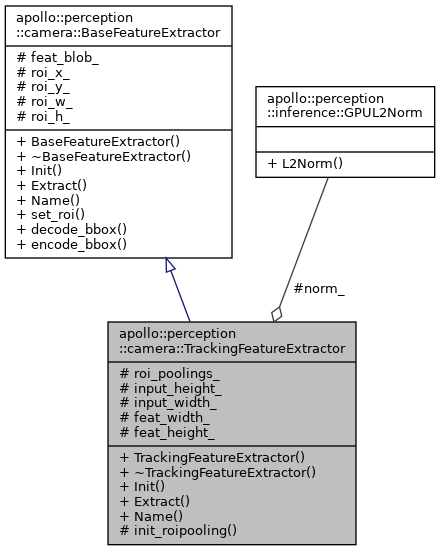 apollo::perception
::camera::BaseFeatureExtractor
# feat_blob_
# roi_x_
# roi_y_
# roi_w_
# roi_h_
+ BaseFeatureExtractor()
+ ~BaseFeatureExtractor()
+ Init()
+ Extract()
+ Name()
+ set_roi()
+ decode_bbox()
+ encode_bbox()
apollo::perception
::inference::GPUL2Norm
+ L2Norm()
#norm_
apollo::perception
::camera::TrackingFeatureExtractor
# roi_poolings_
# input_height_
# input_width_
# feat_width_
# feat_height_
+ TrackingFeatureExtractor()
+ ~TrackingFeatureExtractor()
+ Init()
+ Extract()
+ Name()
# init_roipooling()